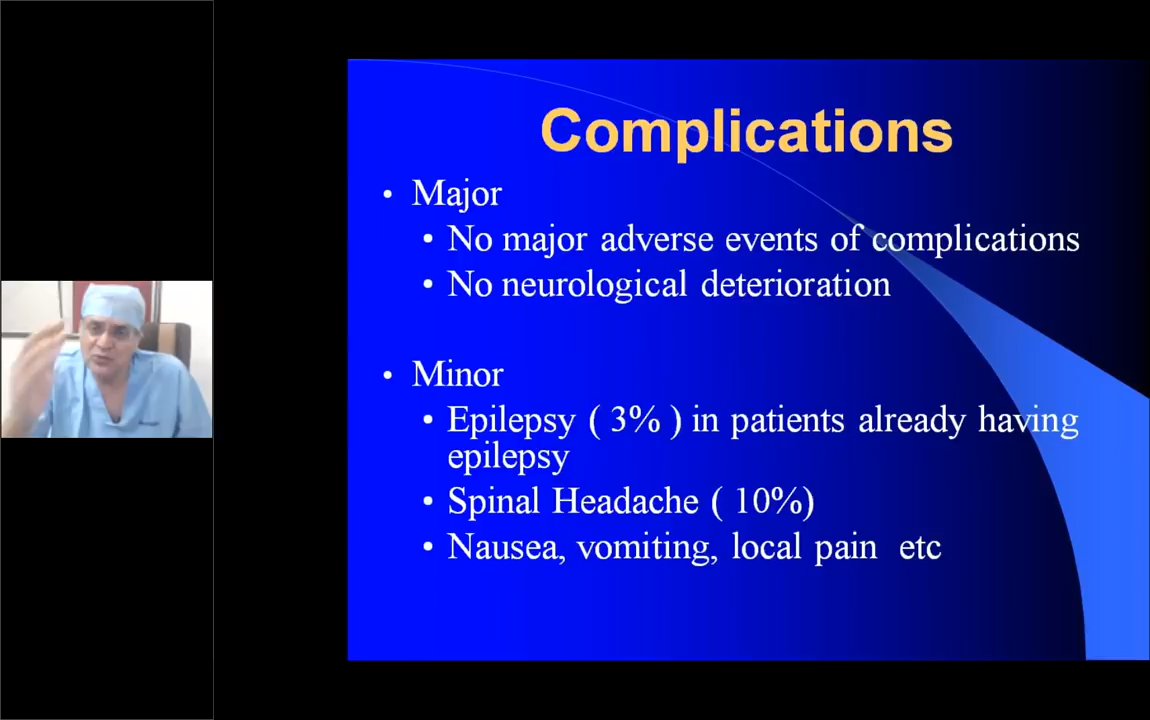 Complications
• Major
• No major adverse events of complications
• No neurological deterioration
• Minor
• Epilepsy ( 3% ) in patients already having
epilepsy
• Spinal Headache ( 10%)
• Nausea, vomiting, local pain etc